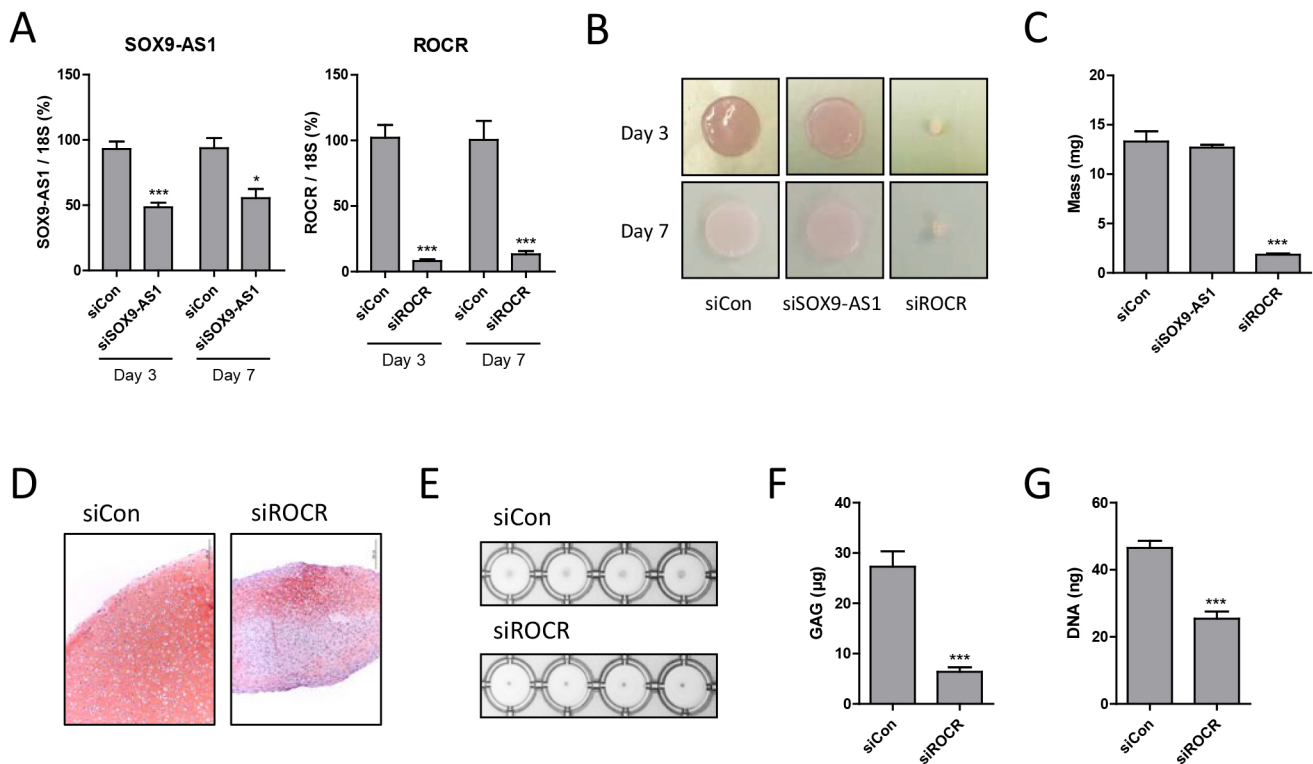 A
SOX9-AS1
SOX9-AS1 / 18S (%)
150
100
50
0
***
*
siCon
siSOX9-AS1
siCon
siSOX9-AS1
Day 3
Day 7
ROCR
ROCR / 18S (%)
150
100
50
0
***
***
siCon
siROCR
siCon
siROCR
Day 3
Day 7
B
Day 3
Day 7
siCon
siSOX9-AS1
siROCR
C
Mass (mg)
20
15
10
5
0
***
siCon
siSOX9-AS1
siROCR
D
siCon
siROCR
E
siCon
siROCR
F
GAG (µg)
40
30
20
10
0
***
siCon
siROCR
G
DNA (ng)
60
40
20
0
***
siCon
siROCR